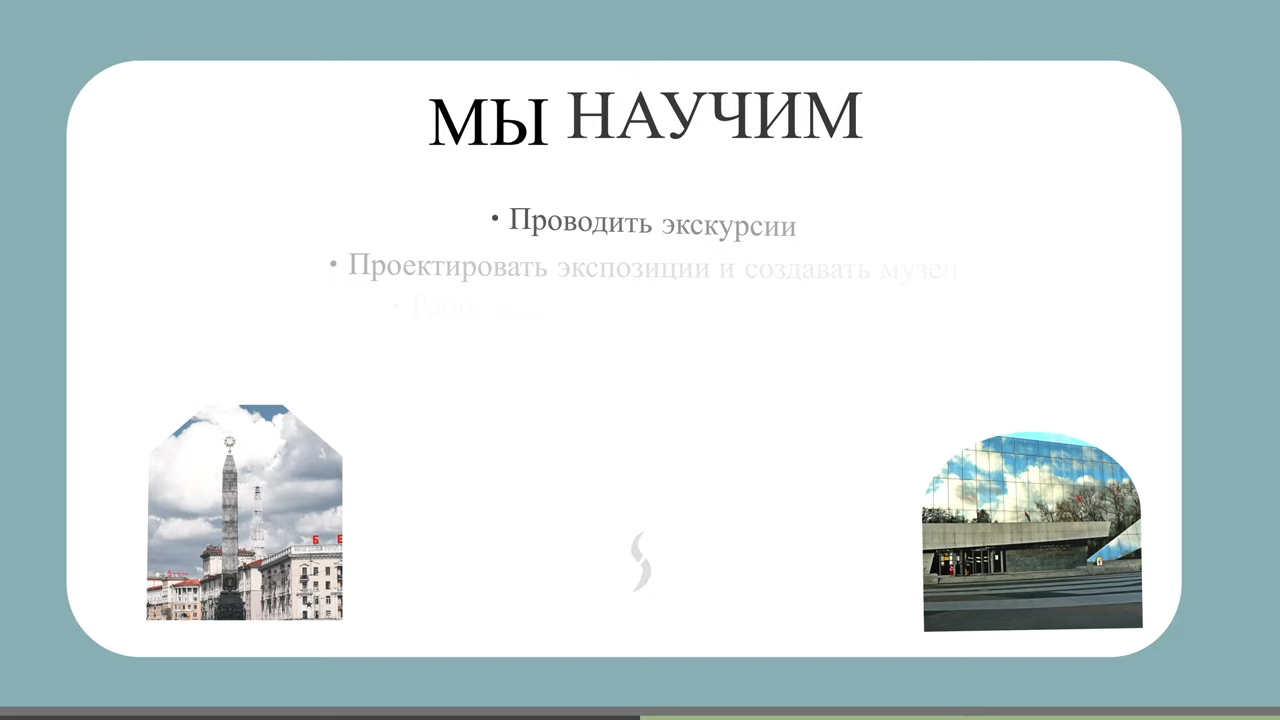 МЫ НАУЧИМ
• Проводить экскурсии
• Проектировать экспозиции и создавать музеи